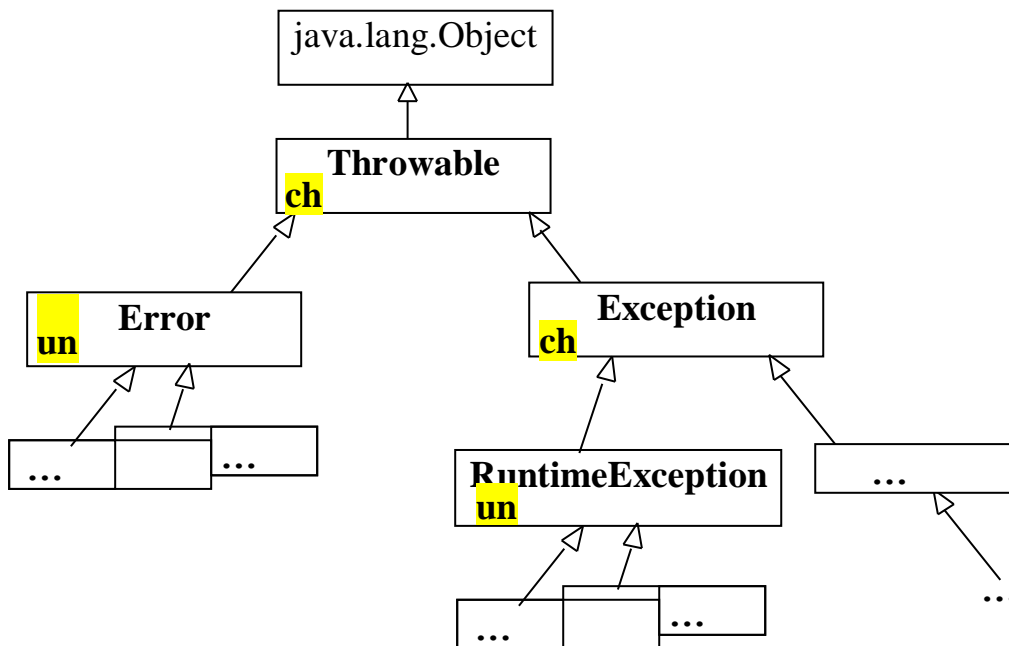 java.lang.Object
Throwable
ch
Error
un
Exception
ch
...
...
RuntimeException
un
...
...
...
...